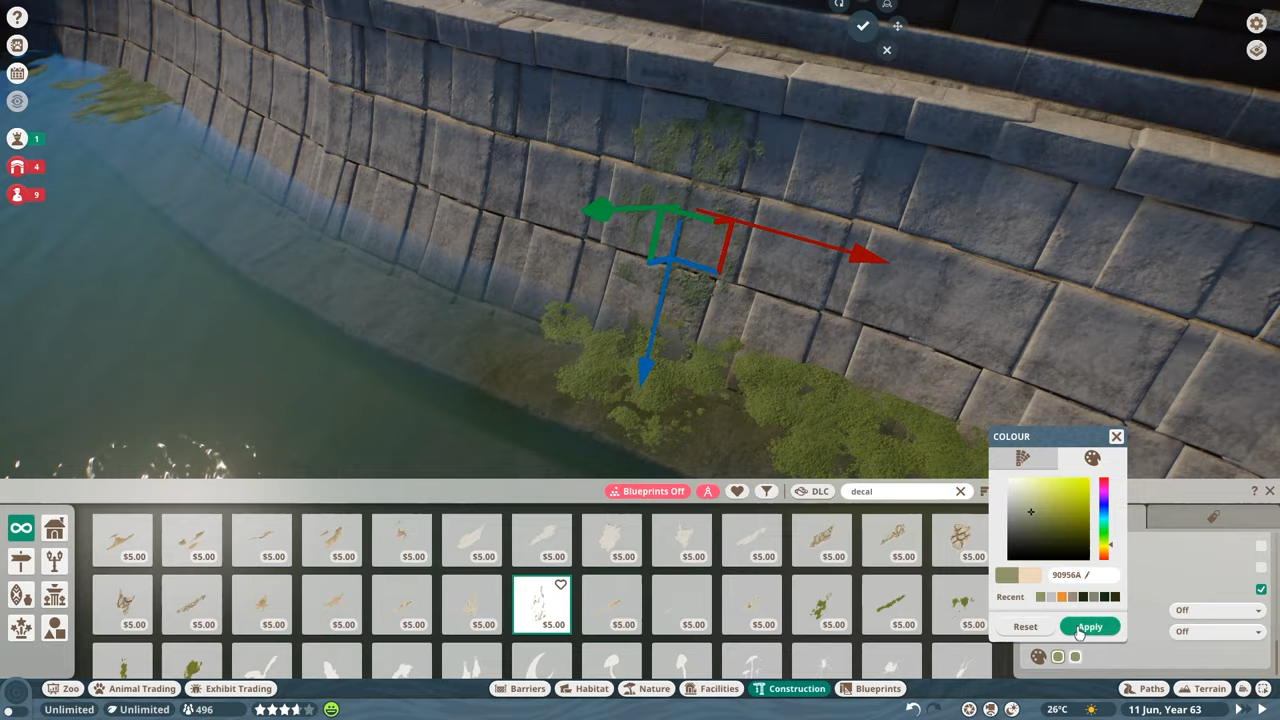 ?
1
4
9
Blueprints Off
DLC
decal
?
COLOUR
90956A /
Recent
Reset
Apply
Off
Off
$5.00 $5.00 $5.00 $5.00 $5.00 $5.00 $5.00 $5.00 $5.00 $5.00 $5.00 $5.00 $5.00
$5.00 $5.00 $5.00 $5.00 $5.00 $5.00 $5.00 $5.00 $5.00 $5.00 $5.00 $5.00 $5.00
Zoo Animal Trading Exhibit Trading Barriers Habitat Nature Facilities Construction Blueprints Paths Terrain
Unlimited Unlimited 496 26°C 11 Jun, Year 63